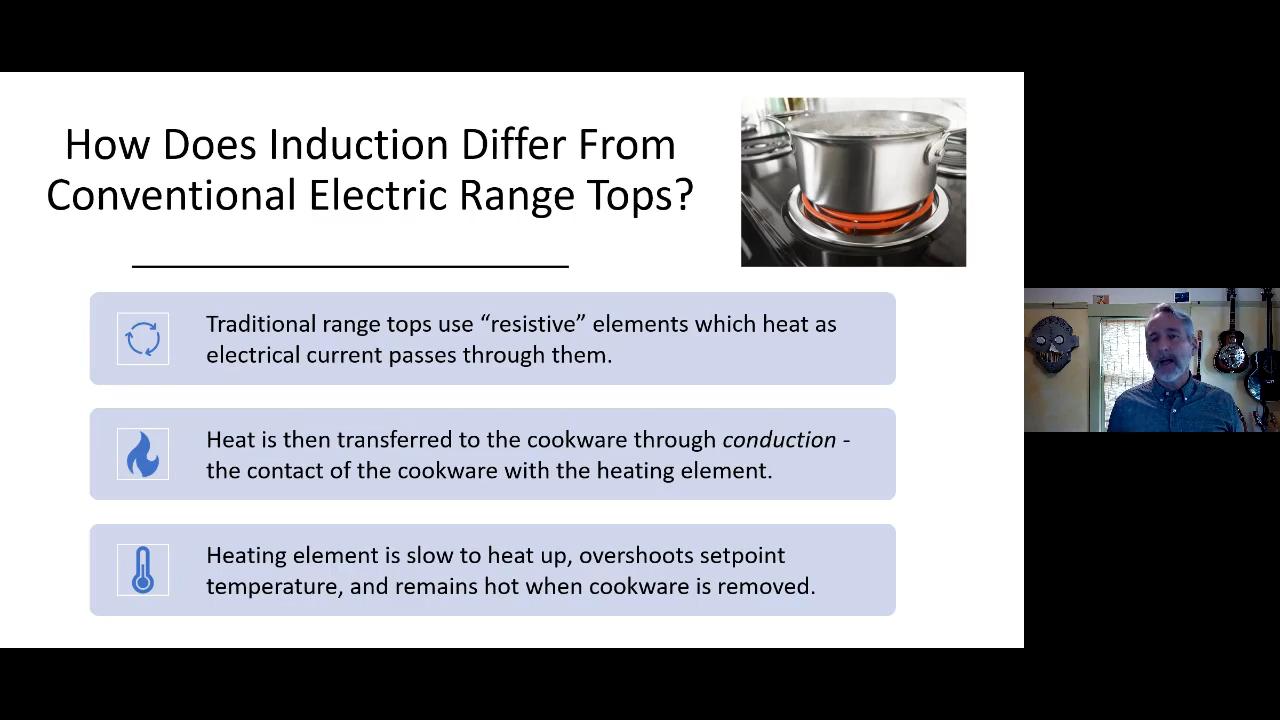 How Does Induction Differ From
Conventional Electric Range Tops?
Traditional range tops use “resistive” elements which heat as
electrical current passes through them.
Heat is then transferred to the cookware through conduction -
the contact of the cookware with the heating element.
Heating element is slow to heat up, overshoots setpoint
temperature, and remains hot when cookware is removed.